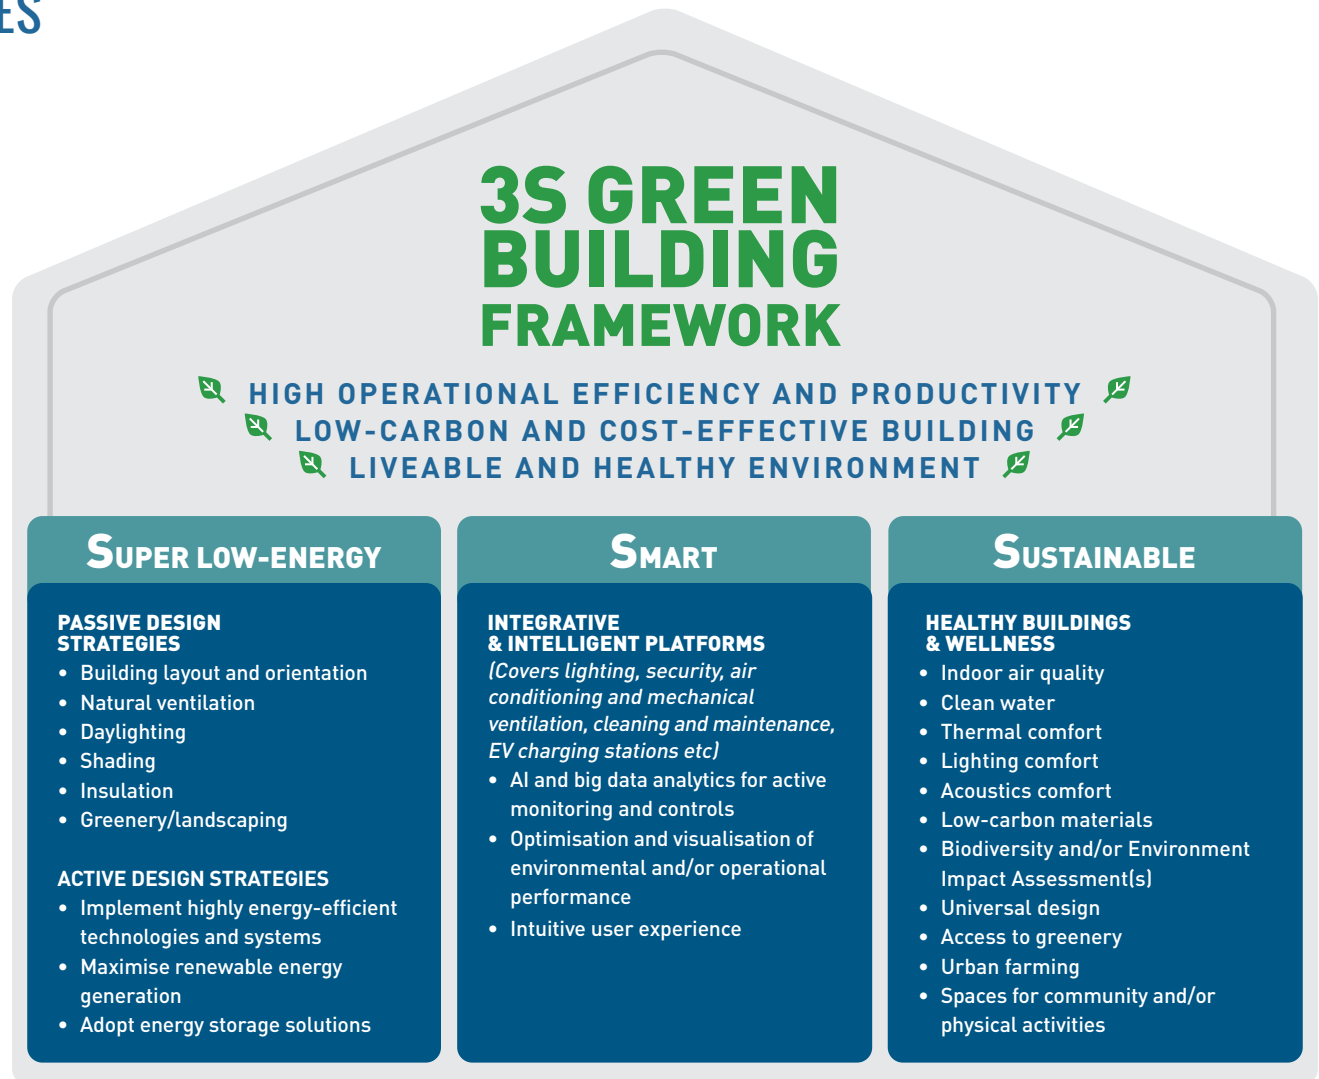 ES
3S GREEN
BUILDING
FRAMEWORK
HIGH OPERATIONAL EFFICIENCY AND PRODUCTIVITY
LOW-CARBON AND COST-EFFECTIVE BUILDING
LIVEABLE AND HEALTHY ENVIRONMENT
SUPER LOW-ENERGY
PASSIVE DESIGN
STRATEGIES
• Building layout and orientation
• Natural ventilation
• Daylighting
• Shading
• Insulation
• Greenery/landscaping
ACTIVE DESIGN STRATEGIES
• Implement highly energy-efficient
technologies and systems
• Maximise renewable energy
generation
• Adopt energy storage solutions
SMART
INTEGRATIVE
& INTELLIGENT PLATFORMS
(Covers lighting, security, air
conditioning and mechanical
ventilation, cleaning and maintenance,
EV charging stations etc)
• AI and big data analytics for active
monitoring and controls
• Optimisation and visualisation of
environmental and/or operational
performance
• Intuitive user experience
SUSTAINABLE
HEALTHY BUILDINGS
& WELLNESS
• Indoor air quality
• Clean water
• Thermal comfort
• Lighting comfort
• Acoustics comfort
• Low-carbon materials
• Biodiversity and/or Environment
Impact Assessment(s)
• Universal design
• Access to greenery
• Urban farming
• Spaces for community and/or
physical activities